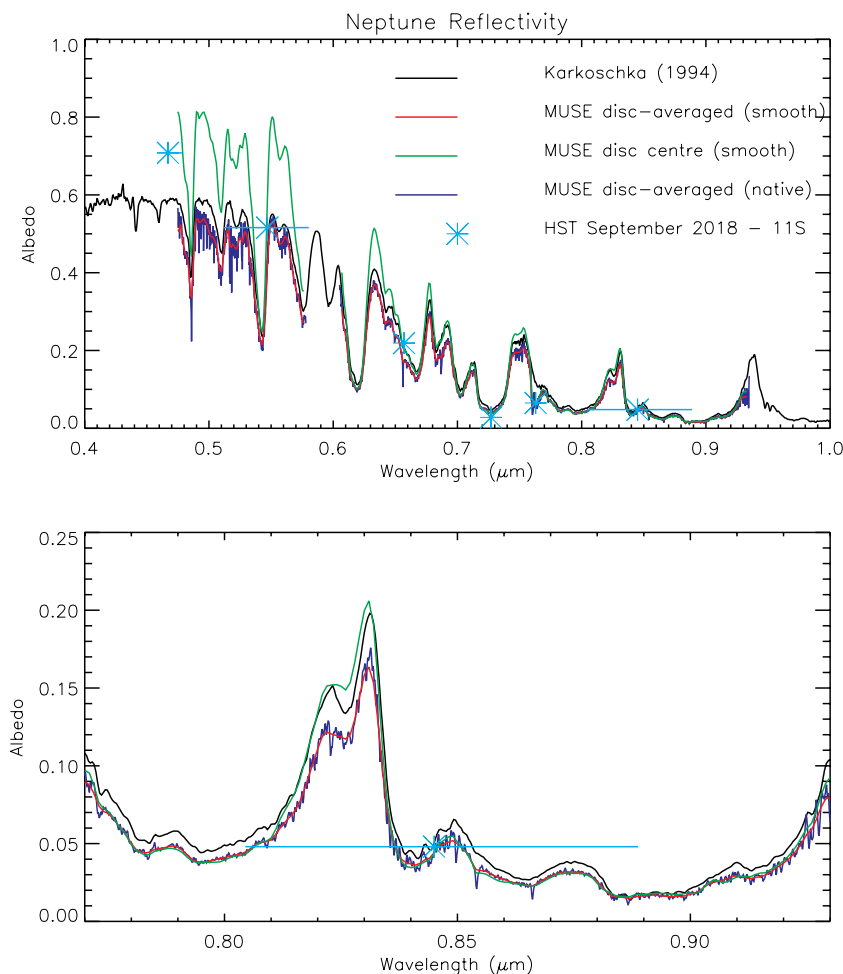 Neptune Reflectivity
1.0
0.8
0.6
0.4
0.2
0.0
Albedo
Karkoschka (1994)
MUSE disc-averaged (smooth)
MUSE disc centre (smooth)
MUSE disc-averaged (native)
HST September 2018 - 11S
0.4 0.5 0.6 0.7 0.8 0.9 1.0
Wavelength (μm)
0.25
0.20
0.15
0.10
0.05
0.00
Albedo
0.80 0.85 0.90
Wavelength (μm)